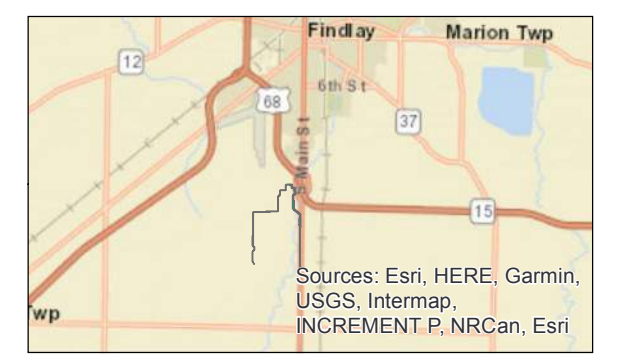 Findlay
Marion Twp
12
6th St
68
37
S Main St
15
Sources: Esri, HERE, Garmin,
USGS, Intermap,
INCREMENT P, NRCan, Esri
Twp